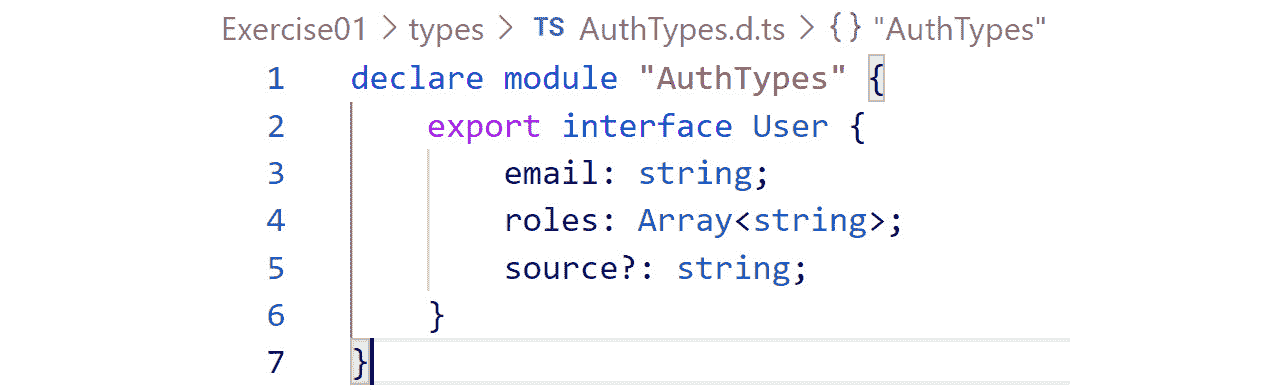 Exercise01 > types > TS AuthTypes.d.ts > {} "AuthTypes"
1 declare module "AuthTypes" {
2     export interface User {
3         email: string;
4         roles: Array<string>;
5         source?: string;
6     }
7 }